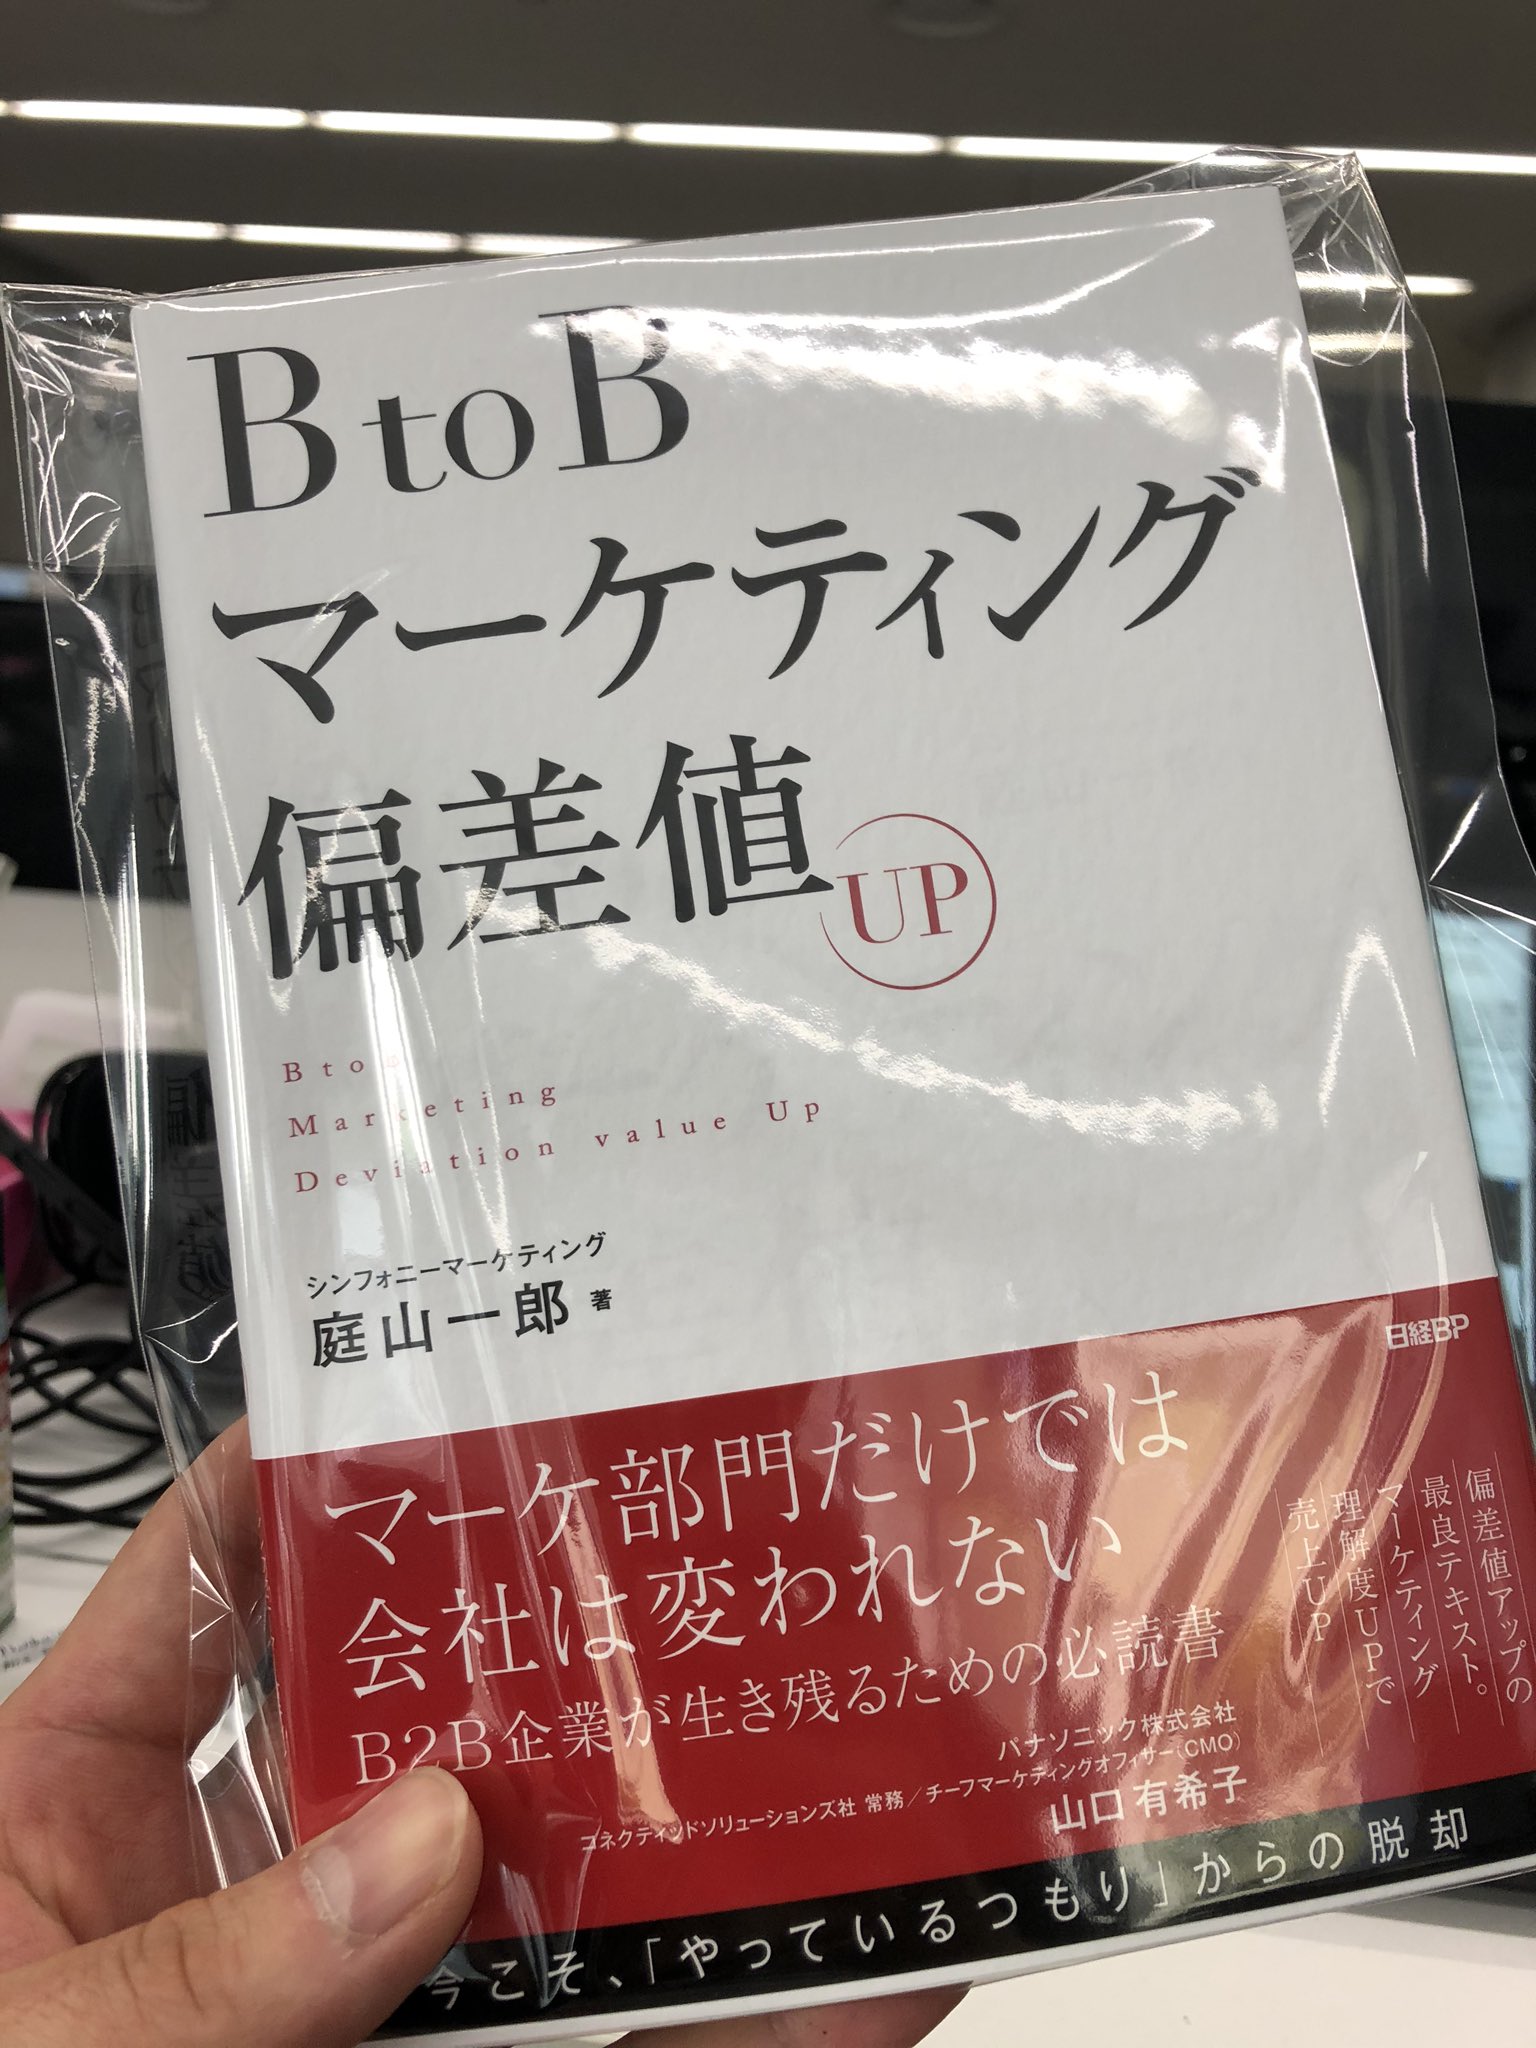 BtoB
マーケティング
偏差値
UP
BtoB
Marketing
Deviation value Up
シンフォニーマーケティング
庭山一郎 著
日経BP
マーケ部門だけでは
会社は変われない
B2B企業が生き残るための必読書
偏差値アップの
最良テキスト。
マーケティング
理解度UPで
売上UP
パナソニック株式会社
コネクティッドソリューションズ社 常務/チーフマーケティングオフィサー(CMO)
山口有希子
今こそ、「やっているつもり」からの脱却